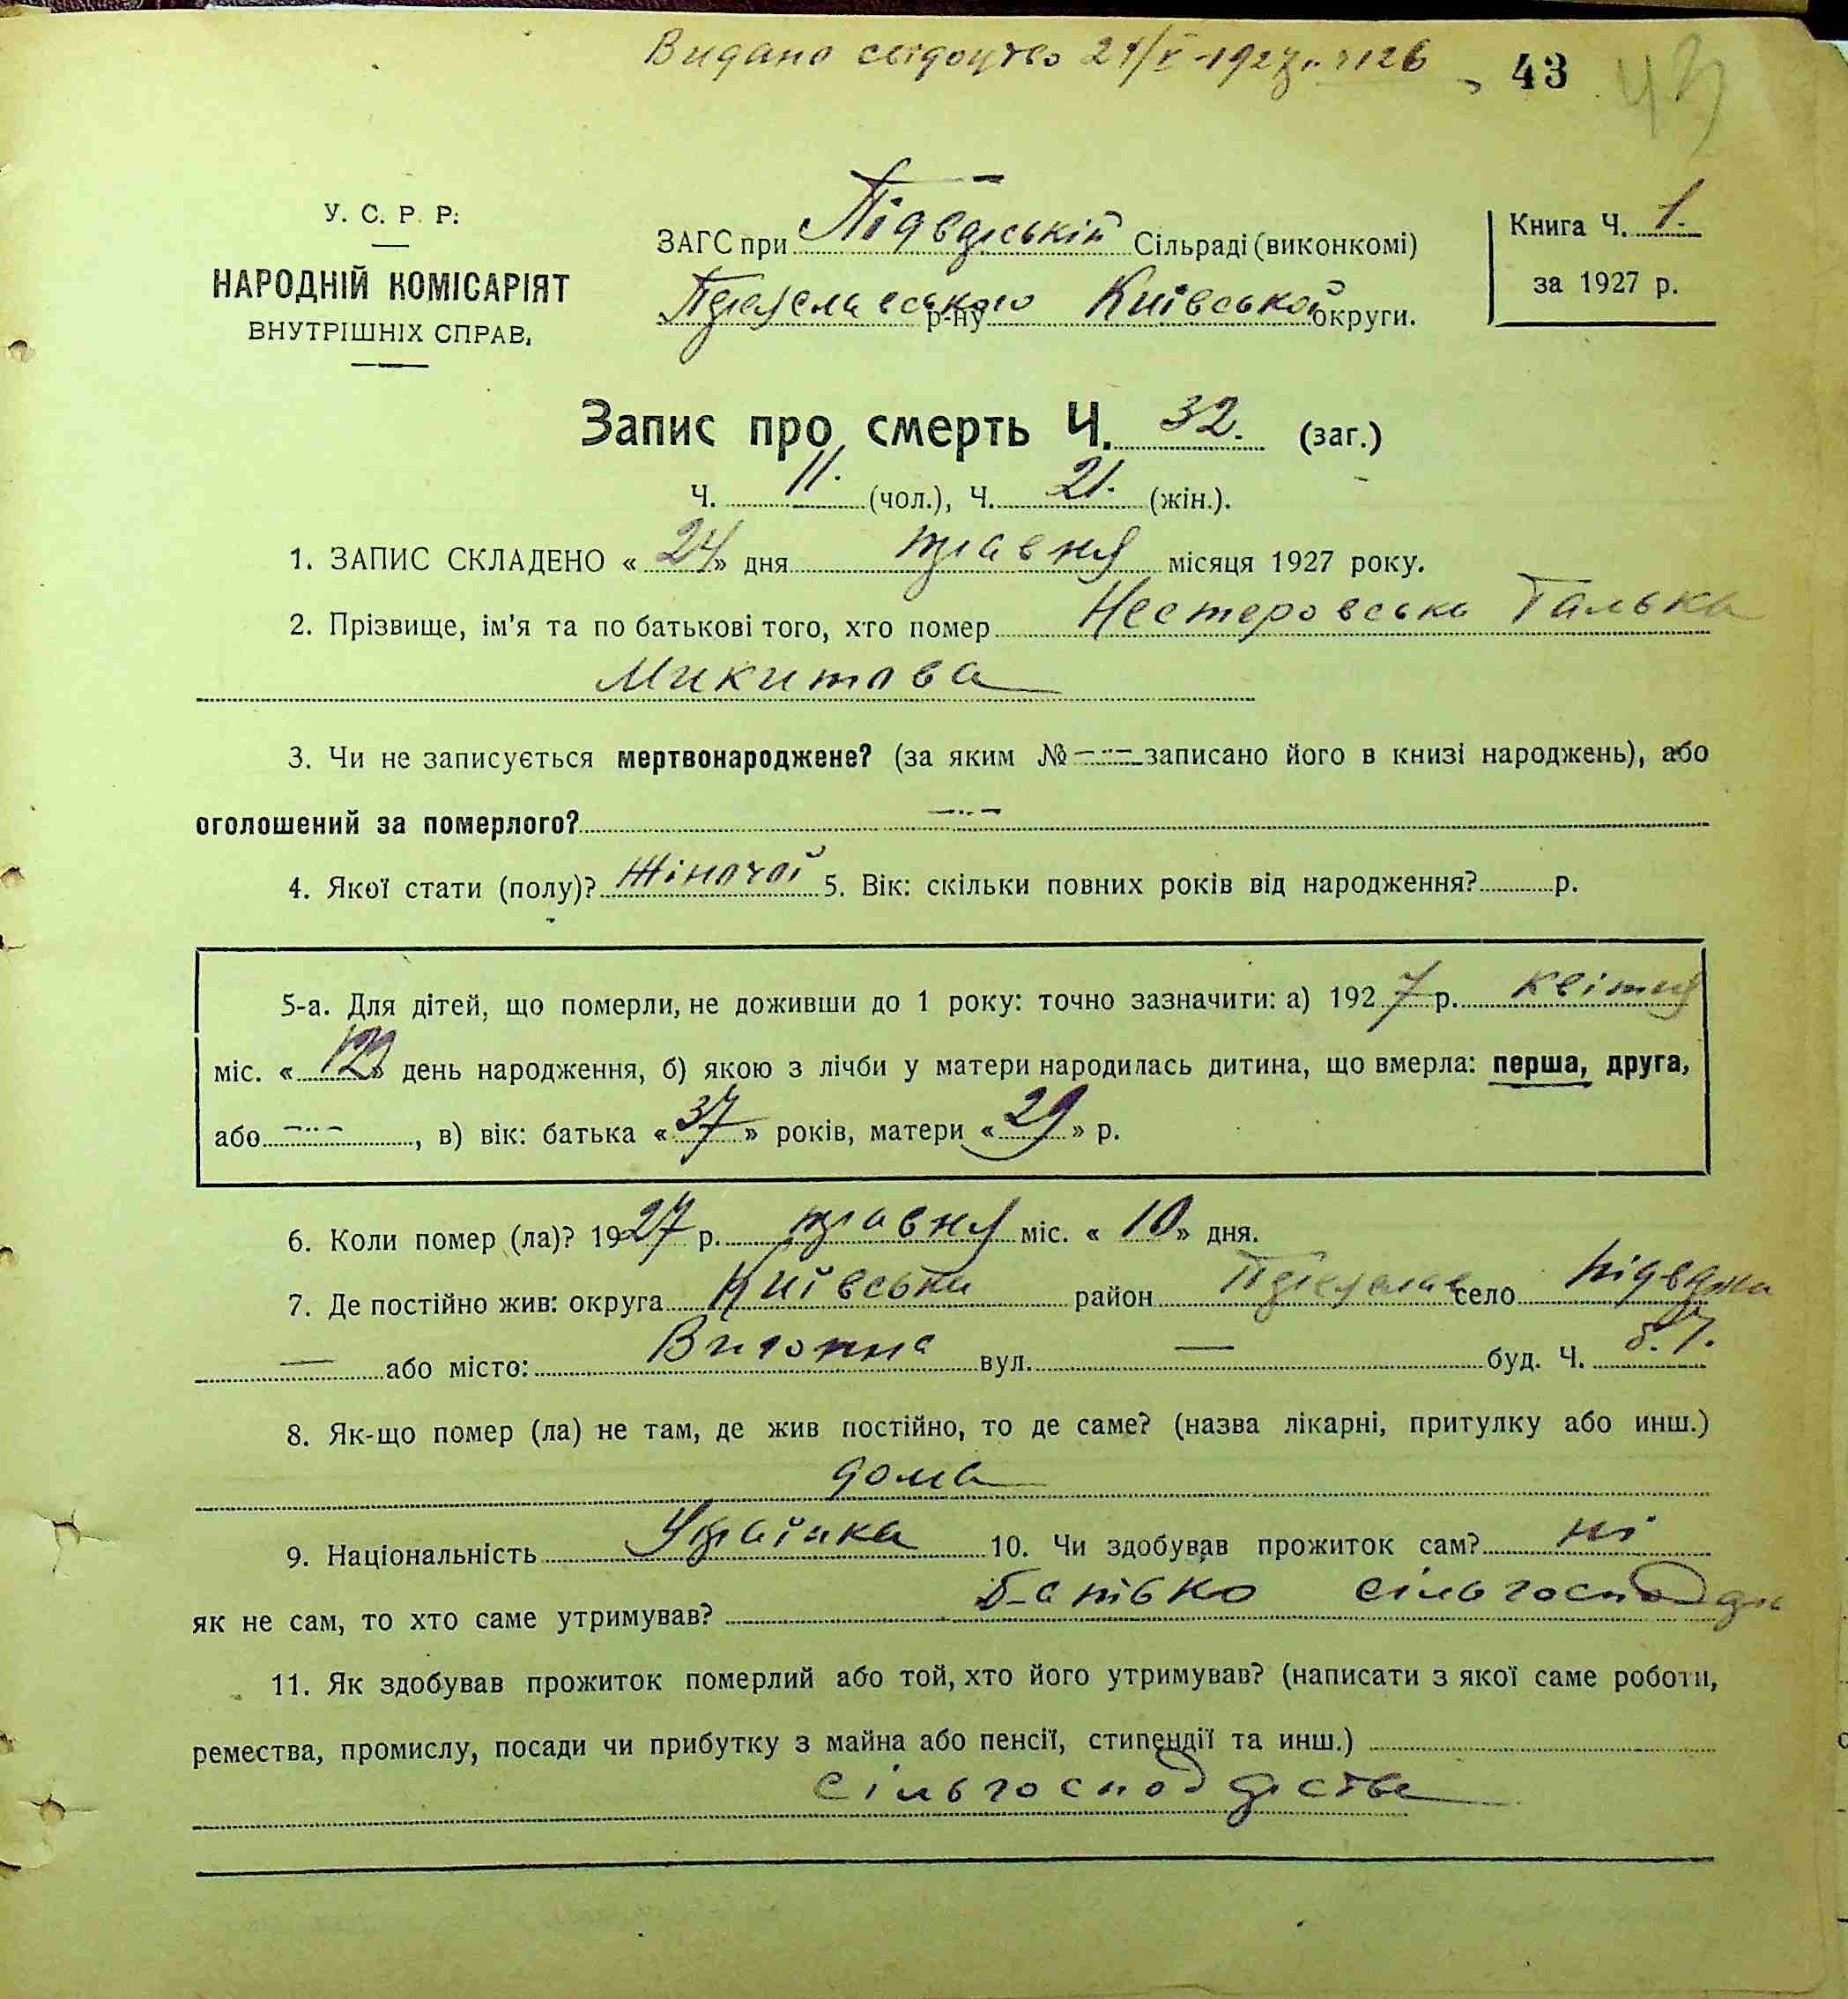 Видано свідоцтво 24/V-1927 р. ч 126
43
43
У. С. Р. Р.
НАРОДНІЙ КОМІСАРІЯТ
ВНУТРІШНІХ СПРАВ.
ЗАГС при Підварській Сільраді (виконкомі)
Переяславського р-ну Київської округи.
Книга Ч. 1.
за 1927 р.
Запис про смерть Ч. 32. (заг.)
Ч. 11. (чол.), Ч. 21. (жін.).
1. ЗАПИС СКЛАДЕНО « 24 » дня травня місяця 1927 року.
2. Прізвище, ім'я та по батькові того, хто помер Нестеровська Галька
Микитова
3. Чи не записується мертвонароджене? (за яким № записано його в книзі народжень), або
оголошений за померлого?
4. Якої стати (полу)? Жіночої 5. Вік: скільки повних років від народження? р.
5-а. Для дітей, що померли, не доживши до 1 року: точно зазначити: а) 1927 р. квітня
міс. « 12 » день народження, б) якою з лічби у матери народилась дитина, що вмерла: перша, друга,
або , в) вік: батька « 37 » років, матери « 29 » р.
6. Коли помер (ла)? 1927 р. травня міс. « 10 » дня.
7. Де постійно жив: округа Київська район Переяслав село Підварки
— або місто: вул. — буд. Ч. 87.
8. Як-що помер (ла) не там, де жив постійно, то де саме? (назва лікарні, притулку або инш.)
дома
9. Національність Українка 10. Чи здобував прожиток сам? ні
як не сам, то хто саме утримував? Батько
11. Як здобував прожиток померлий або той, хто його утримував? (написати з якої саме роботи,
ремества, промислу, посади чи прибутку з майна або пенсії, стипендії та инш.)
сільгосподарства